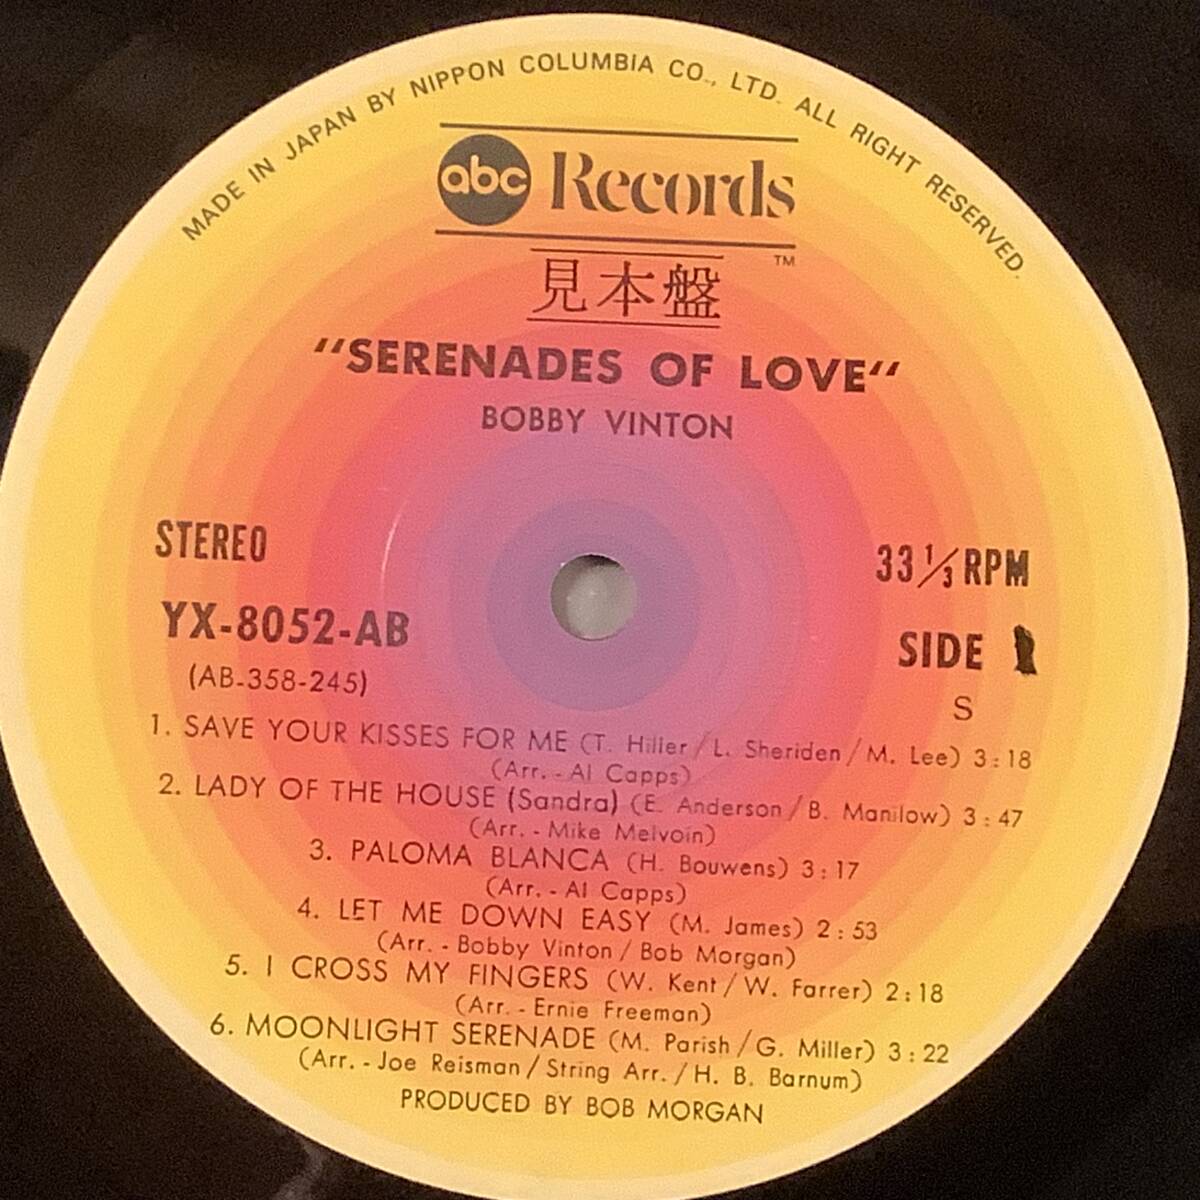 MADE IN JAPAN BY NIPPON COLUMBIA CO., LTD. ALL RIGHT RESERVED.
abc Records
TM
見本盤
"SERENADES OF LOVE"
BOBBY VINTON
STEREO
33 1/3 RPM
YX-8052-AB
SIDE
(AB-358-245)
S
1. SAVE YOUR KISSES FOR ME (T. Hiller / L. Sheriden / M. Lee) 3:18
(Arr. - Al Capps)
2. LADY OF THE HOUSE (Sandra) (E. Anderson / B. Manilow) 3:47
(Arr. - Mike Melvoin)
3. PALOMA BLANCA (H. Bouwens) 3:17
(Arr. - Al Capps)
4. LET ME DOWN EASY (M. James) 2:53
(Arr. - Bobby Vinton / Bob Morgan)
5. I CROSS MY FINGERS (W. Kent / W. Farrer) 2:18
(Arr. - Ernie Freeman)
6. MOONLIGHT SERENADE (M. Parish / G. Miller) 3:22
(Arr. - Joe Reisman / String Arr. / H. B. Barnum)
PRODUCED BY BOB MORGAN